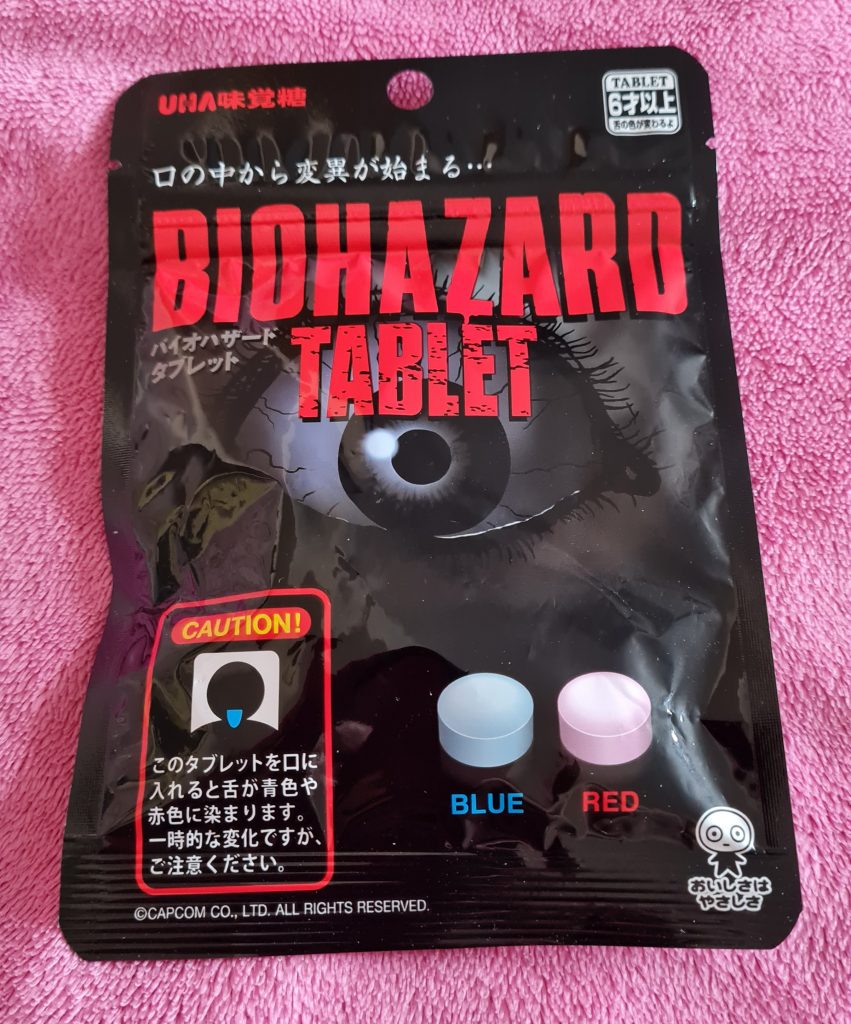 UHA味覚糖
TABLET
6才以上
舌の色が変わるよ
口の中から変異が始まる…
BIOHAZARD
TABLET
バイオハザード
タブレット
CAUTION!
このタブレットを口に
入れると舌が青色や
赤色に染まります。
一時的な変化ですが、
ご注意ください。
BLUE
RED
おいしさは
やさしさ
©CAPCOM CO., LTD. ALL RIGHTS RESERVED.